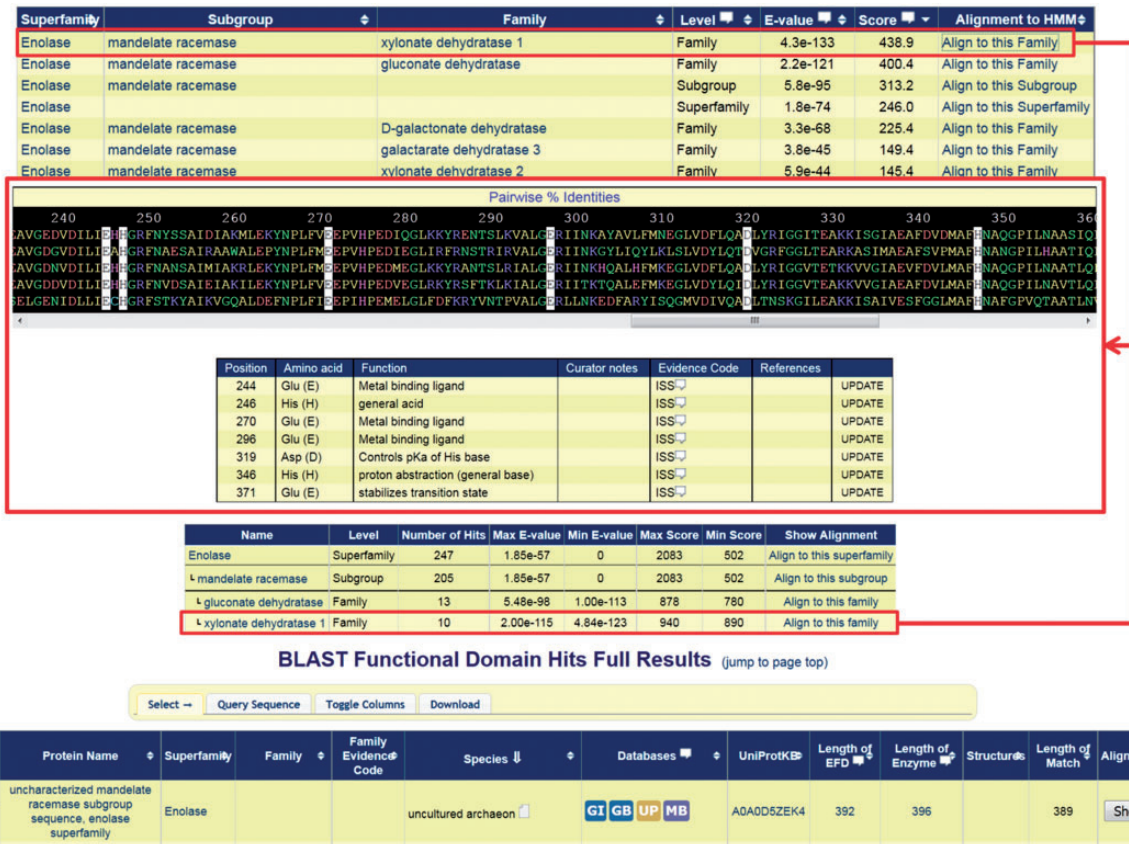 Superfamily Subgroup Family Level E-value Score Alignment to HMM
Enolase mandelate racemase xylonate dehydratase 1 Family 4.3e-133 438.9 Align to this Family
Enolase mandelate racemase gluconate dehydratase Family 2.2e-121 400.4 Align to this Family
Enolase mandelate racemase Subgroup 5.8e-95 313.2 Align to this Subgroup
Enolase Superfamily 1.8e-74 246.0 Align to this Superfamily
Enolase mandelate racemase D-galactonate dehydratase Family 3.3e-68 225.4 Align to this Family
Enolase mandelate racemase galactarate dehydratase 3 Family 3.8e-45 149.4 Align to this Family
Enolase mandelate racemase xylonate dehydratase 2 Family 5.9e-44 145.4 Align to this Family
Pairwise % Identities
240 250 260 270 280 290 300 310 320 330 340 350 360
Position Amino acid Function Curator notes Evidence Code References
244 Glu (E) Metal binding ligand ISS UPDATE
246 His (H) general acid ISS UPDATE
270 Glu (E) Metal binding ligand ISS UPDATE
296 Glu (E) Metal binding ligand ISS UPDATE
319 Asp (D) Controls pKa of His base ISS UPDATE
346 His (H) proton abstraction (general base) ISS UPDATE
371 Glu (E) stabilizes transition state ISS UPDATE
Name Level Number of Hits Max E-value Min E-value Max Score Min Score Show Alignment
Enolase Superfamily 247 1.85e-57 0 2083 502 Align to this superfamily
mandelate racemase Subgroup 205 1.85e-57 0 2083 502 Align to this subgroup
gluconate dehydratase Family 13 5.48e-98 1.00e-113 878 780 Align to this family
xylonate dehydratase 1 Family 10 2.00e-115 4.84e-123 940 890 Align to this family
BLAST Functional Domain Hits Full Results (jump to page top)
Select → Query Sequence Toggle Columns Download
Protein Name Superfamily Family Family Evidence Code Species ⇓ Databases UniProtKB Length of EFD Length of Enzyme Structures Length of Match Align
uncharacterized mandelate
racemase subgroup
sequence, enolase
superfamily
Enolase uncultured archaeon GI GB UP MB A0A0D5ZEK4 392 396 389 Sh